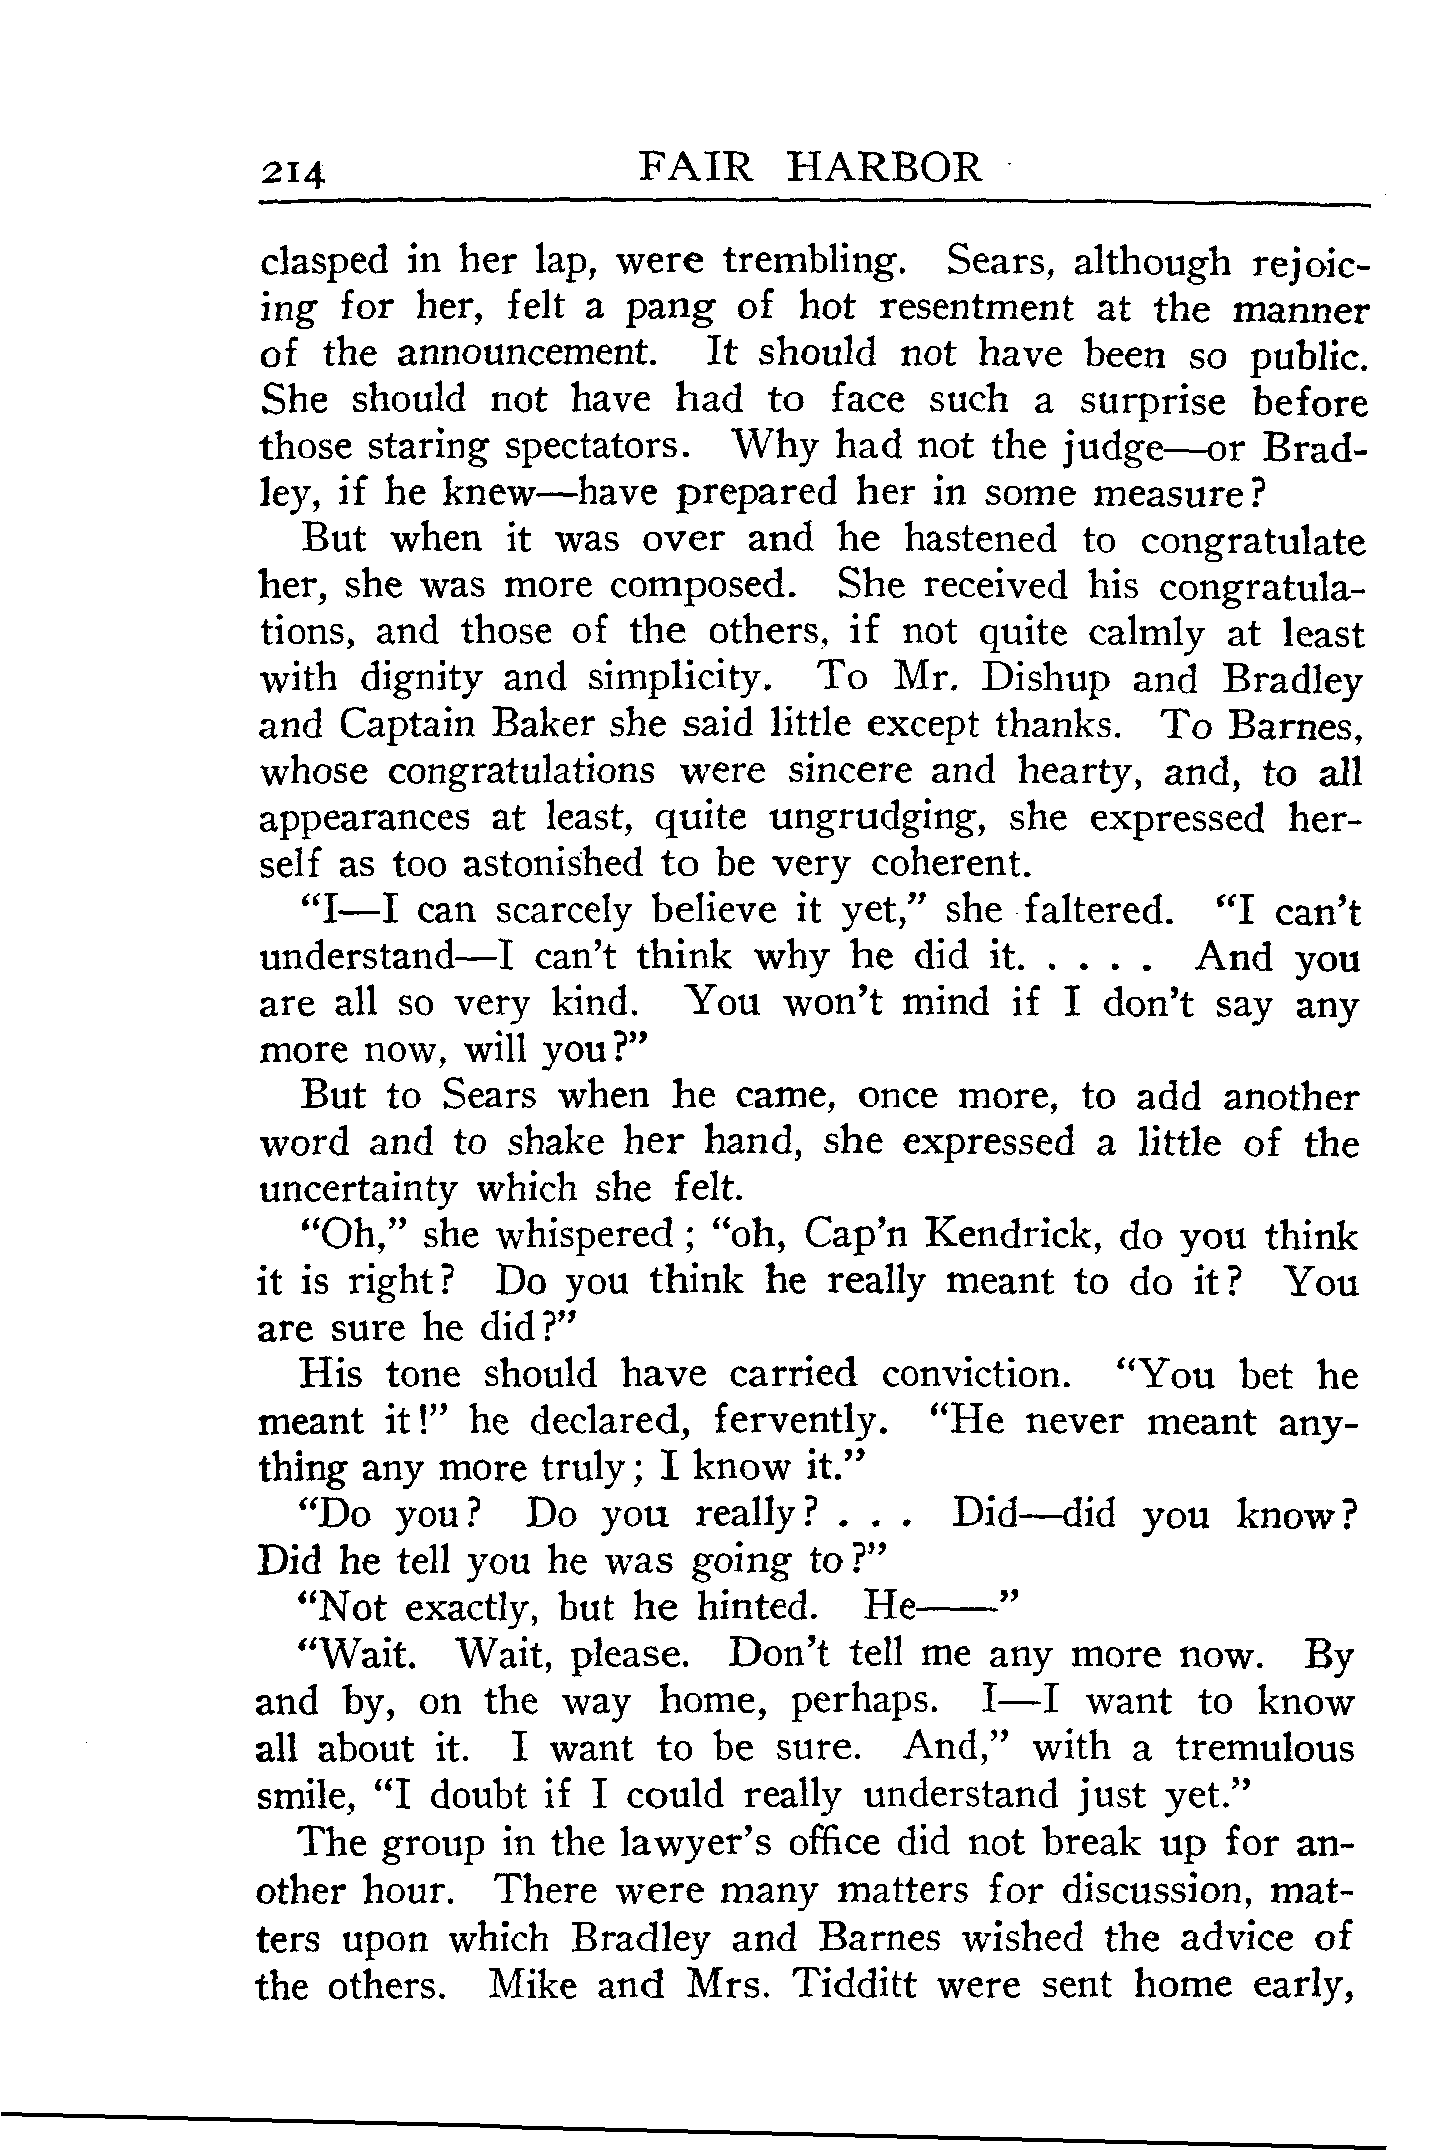 214 FAIR HARBOR
clasped in her lap, were trembling. Sears, although rejoic-
ing for her, felt a pang of hot resentment at the manner
of the announcement. It should not have been so public.
She should not have had to face such a surprise before
those staring spectators. Why had not the judge—or Brad-
ley, if he knew—have prepared her in some measure?
But when it was over and he hastened to congratulate
her, she was more composed. She received his congratula-
tions, and those of the others, if not quite calmly at least
with dignity and simplicity. To Mr. Dishup and Bradley
and Captain Baker she said little except thanks. To Barnes,
whose congratulations were sincere and hearty, and, to all
appearances at least, quite ungrudging, she expressed her-
self as too astonished to be very coherent.
“I—I can scarcely believe it yet,” she faltered. “I can’t
understand—I can’t think why he did it. . . . . And you
are all so very kind. You won’t mind if I don’t say any
more now, will you?”
But to Sears when he came, once more, to add another
word and to shake her hand, she expressed a little of the
uncertainty which she felt.
“Oh,” she whispered; “oh, Cap’n Kendrick, do you think
it is right? Do you think he really meant to do it? You
are sure he did?”
His tone should have carried conviction. “You bet he
meant it!” he declared, fervently. “He never meant any-
thing any more truly; I know it.”
“Do you? Do you really? . . . Did—did you know?
Did he tell you he was going to?”
“Not exactly, but he hinted. He——”
“Wait. Wait, please. Don’t tell me any more now. By
and by, on the way home, perhaps. I—I want to know
all about it. I want to be sure. And,” with a tremulous
smile, “I doubt if I could really understand just yet.”
The group in the lawyer’s office did not break up for an-
other hour. There were many matters for discussion, mat-
ters upon which Bradley and Barnes wished the advice of
the others. Mike and Mrs. Tidditt were sent home early,